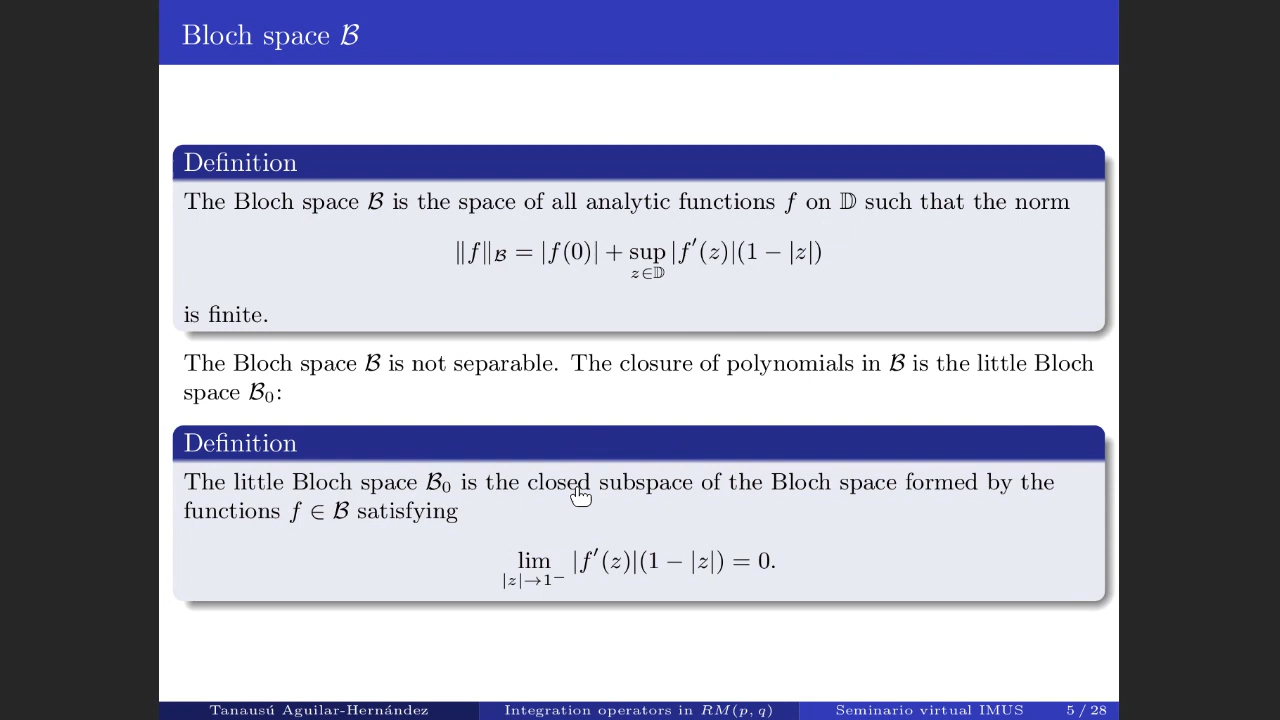 Bloch space ℬ
Definition
The Bloch space ℬ is the space of all analytic functions f on 𝔻 such that the norm
‖f‖_ℬ = |f(0)| + sup_{z∈𝔻} |f′(z)|(1 − |z|)
is finite.
The Bloch space ℬ is not separable. The closure of polynomials in ℬ is the little Bloch
space ℬ₀:
Definition
The little Bloch space ℬ₀ is the closed subspace of the Bloch space formed by the
functions f ∈ ℬ satisfying
lim_{|z|→1⁻} |f′(z)|(1 − |z|) = 0.
Tanausú Aguilar-Hernández Integration operators in RM(p, q) Seminario virtual IMUS 5 / 28